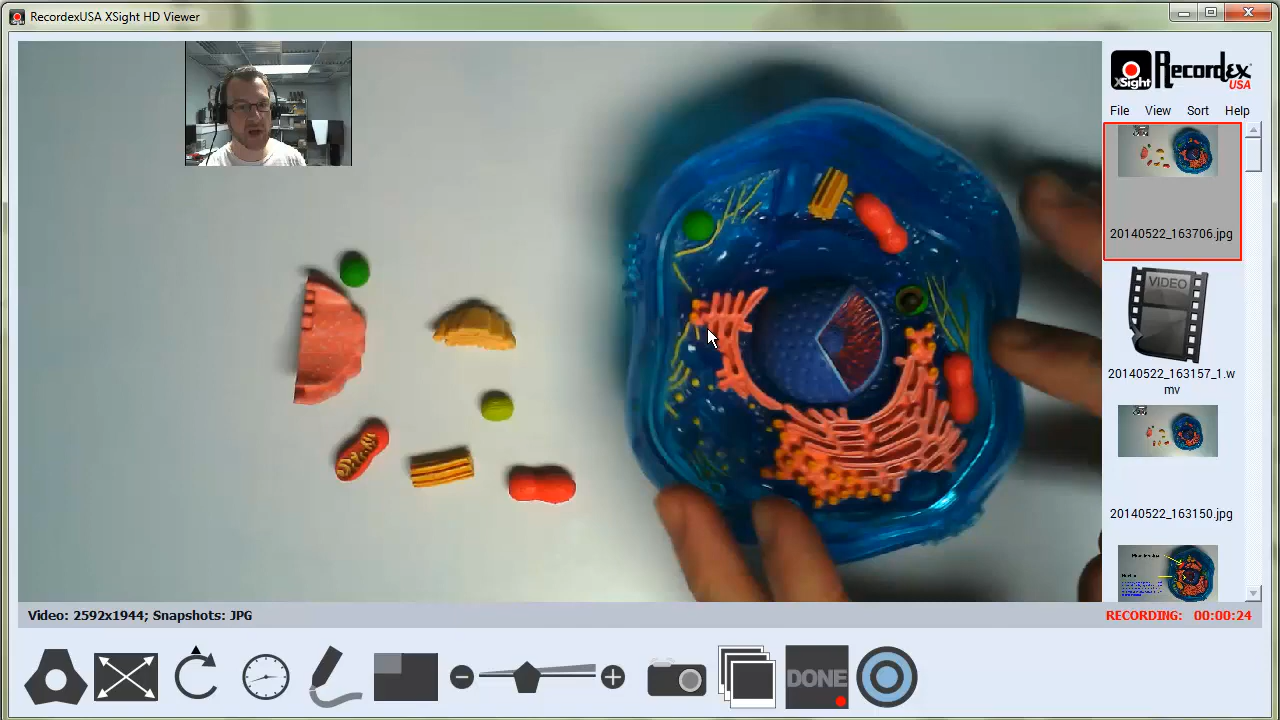 RecordexUSA XSight HD Viewer
XSight
RECORDEX
USA
File View Sort Help
20140522_163706.jpg
VIDEO
20140522_163157_1.w
mv
20140522_163150.jpg
Video: 2592x1944; Snapshots: JPG
RECORDING: 00:00:24
DONE